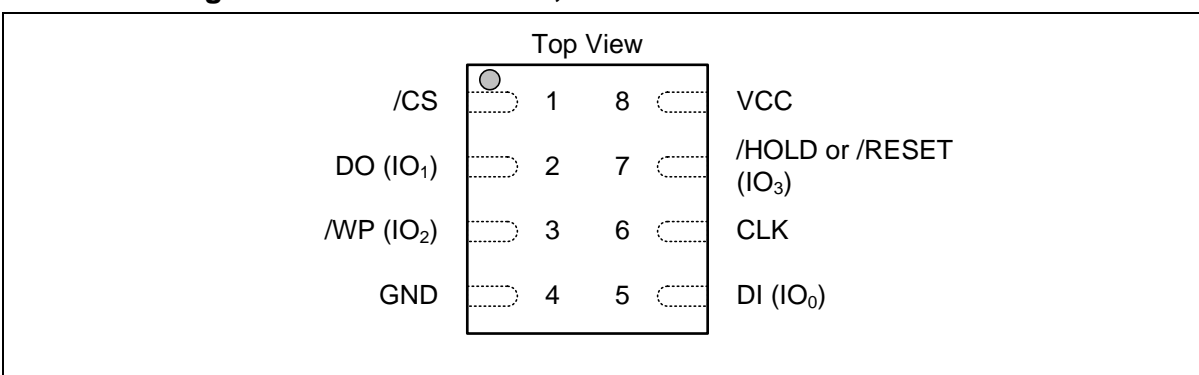 Top View
/CS 1 8 VCC
DO (IO₁) 2 7 /HOLD or /RESET
(IO₃)
/WP (IO₂) 3 6 CLK
GND 4 5 DI (IO₀)